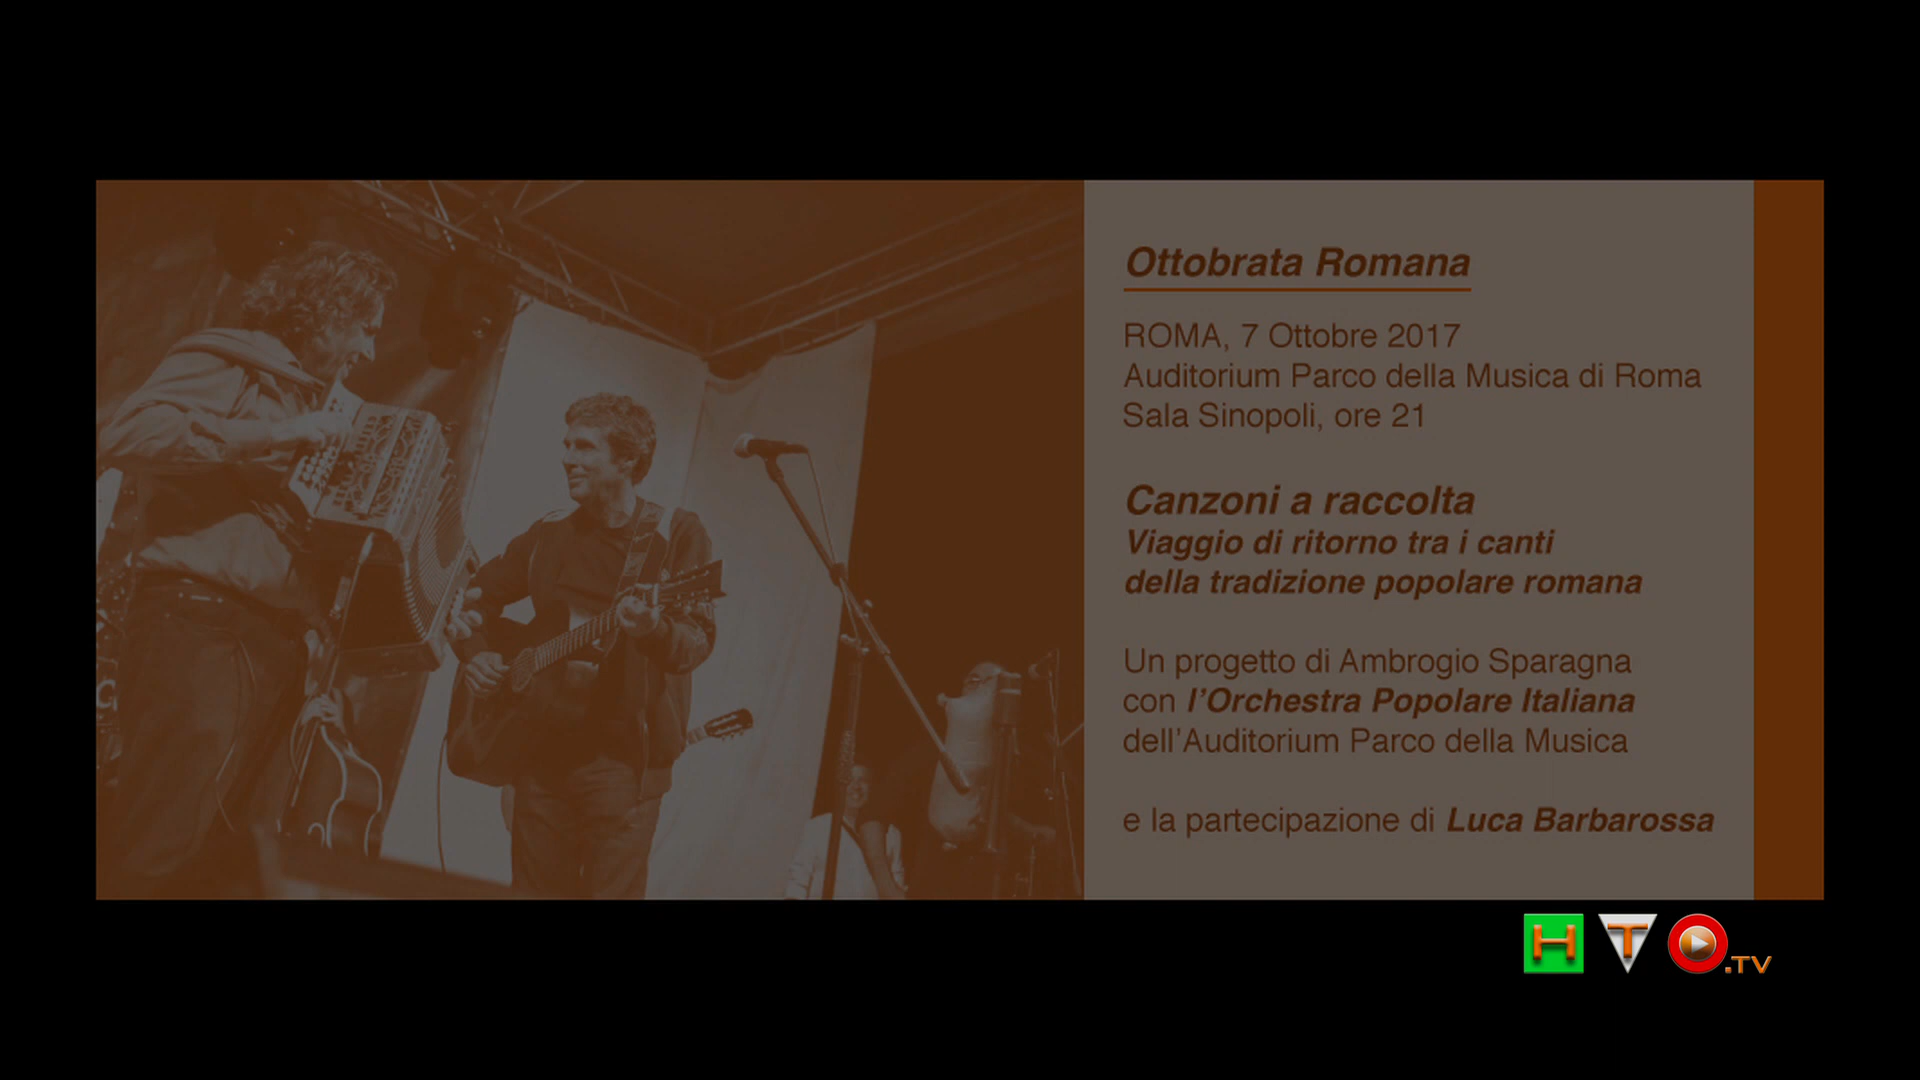 Ottobrata Romana
ROMA, 7 Ottobre 2017
Auditorium Parco della Musica di Roma
Sala Sinopoli, ore 21
Canzoni a raccolta
Viaggio di ritorno tra i canti
della tradizione popolare romana
Un progetto di Ambrogio Sparagna
con l'Orchestra Popolare Italiana
dell'Auditorium Parco della Musica
e la partecipazione di Luca Barbarossa
HT.TV